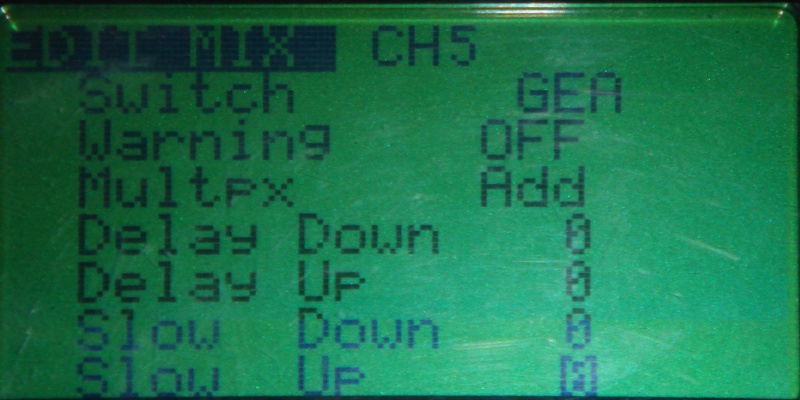 EDIT MIX CH5
Switch GEA
Warning OFF
Multpx Add
Delay Down 0
Delay Up 0
Slow Down 0
Slow Up 0